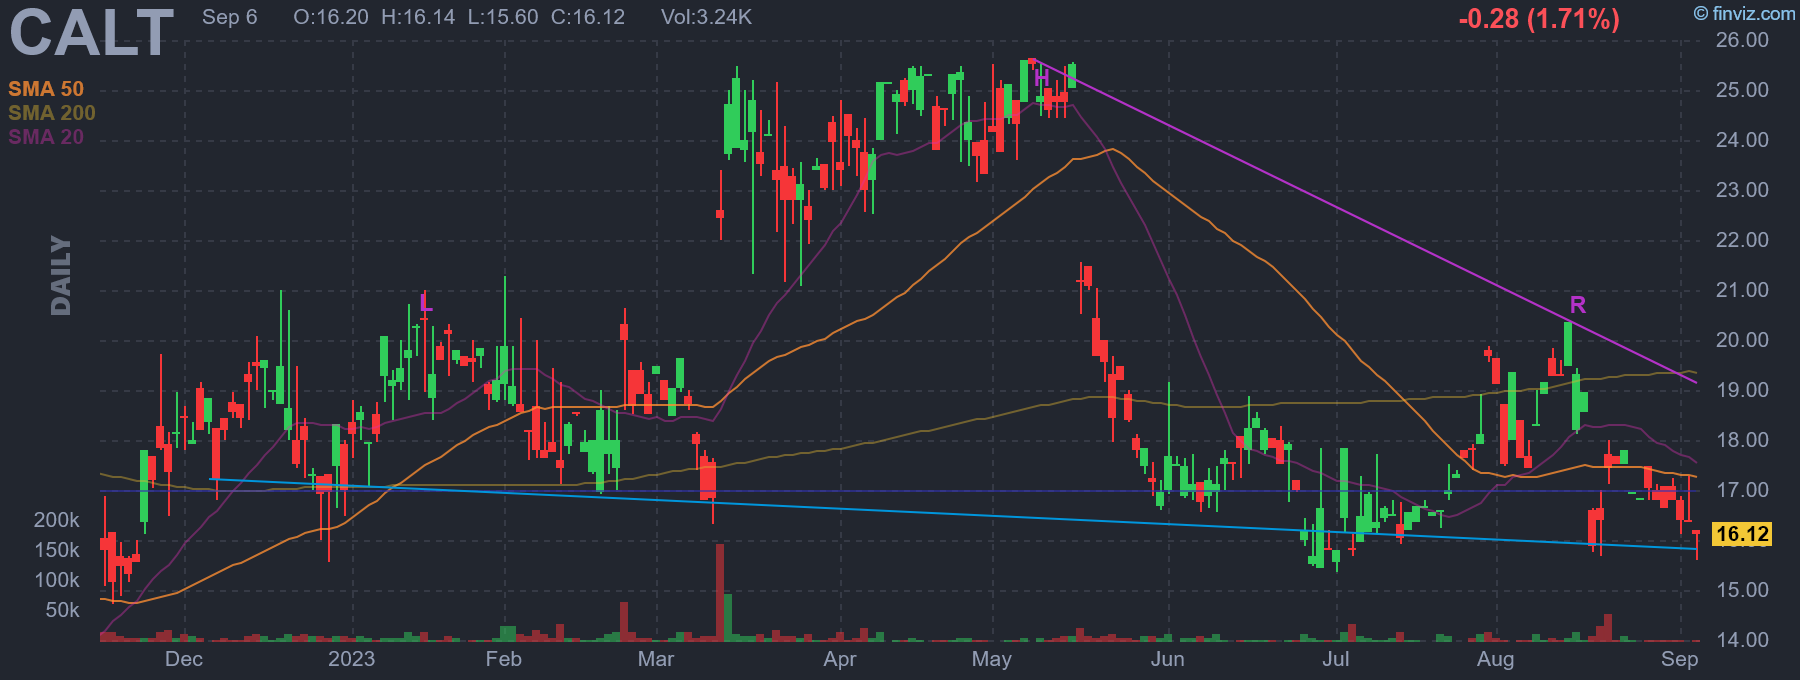 CALT Sep 6 O:16.20 H:16.14 L:15.60 C:16.12 Vol:3.24K -0.28 (1.71%) © finviz.com
SMA 50
SMA 200
SMA 20
DAILY
H
L
R
26.00
25.00
24.00
23.00
22.00
21.00
20.00
19.00
18.00
17.00
16.12
15.00
14.00
200k
150k
100k
50k
Dec 2023 Feb Mar Apr May Jun Jul Aug Sep